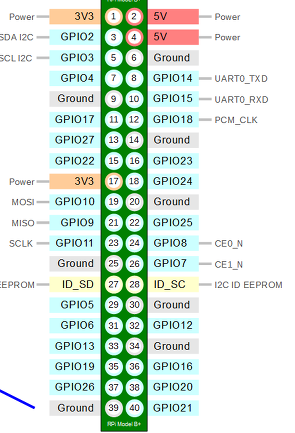 RPi Model B+
Power 3V3 1 2 5V Power
SDA I2C GPIO2 3 4 5V Power
SCL I2C GPIO3 5 6 Ground
GPIO4 7 8 GPIO14 UART0_TXD
Ground 9 10 GPIO15 UART0_RXD
GPIO17 11 12 GPIO18 PCM_CLK
GPIO27 13 14 Ground
GPIO22 15 16 GPIO23
Power 3V3 17 18 GPIO24
MOSI GPIO10 19 20 Ground
MISO GPIO9 21 22 GPIO25
SCLK GPIO11 23 24 GPIO8 CE0_N
Ground 25 26 GPIO7 CE1_N
EEPROM ID_SD 27 28 ID_SC I2C ID EEPROM
GPIO5 29 30 Ground
GPIO6 31 32 GPIO12
GPIO13 33 34 Ground
GPIO19 35 36 GPIO16
GPIO26 37 38 GPIO20
Ground 39 40 GPIO21
RPi Model B+